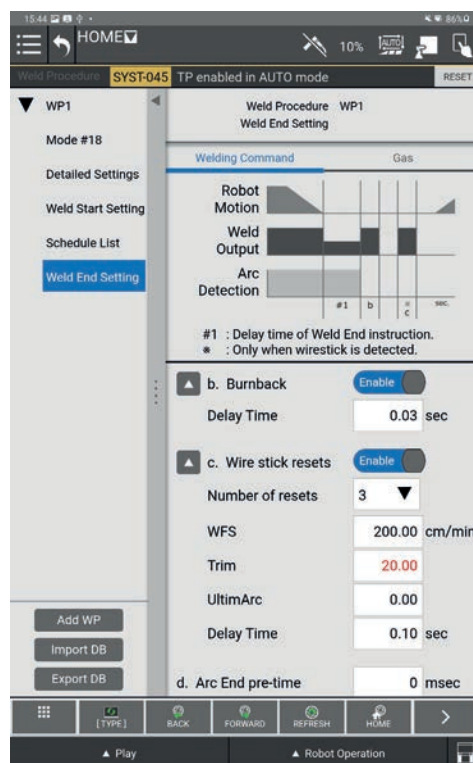 15:44
86%
HOME
10%
AUTO
Weld Procedure SYST-045 TP enabled in AUTO mode RESET
WP1
Mode #18
Detailed Settings
Weld Start Setting
Schedule List
Weld End Setting
Add WP
Import DB
Export DB
Weld Procedure WP1
Weld End Setting
Welding Command Gas
Robot
Motion
Weld
Output
Arc
Detection
#1 b * c sec.
#1 : Delay time of Weld End instruction.
* : Only when wirestick is detected.
b. Burnback Enable
Delay Time 0.03 sec
c. Wire stick resets Enable
Number of resets 3
WFS 200.00 cm/min
Trim 20.00
UltimArc 0.00
Delay Time 0.10 sec
d. Arc End pre-time 0 msec
[TYPE] BACK FORWARD REFRESH HOME
Play Robot Operation